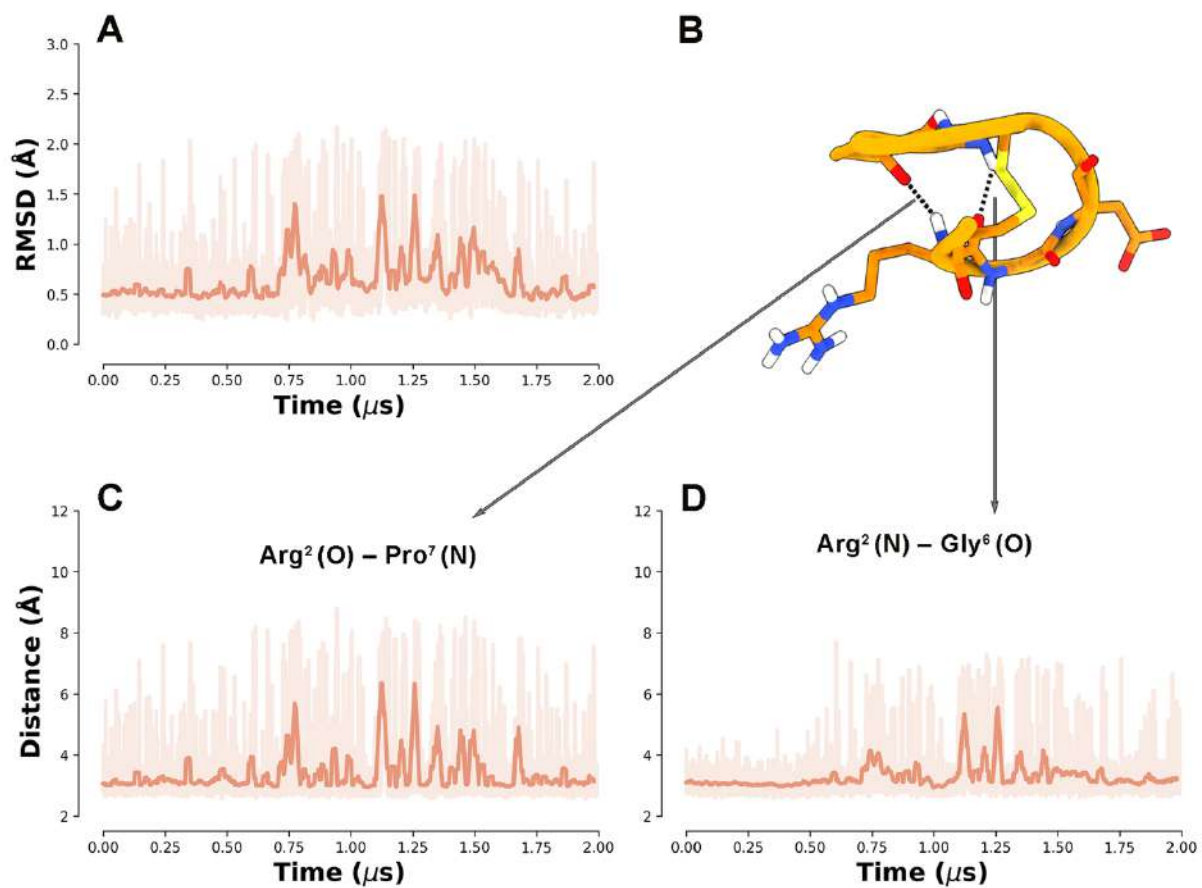 A
B
RMSD (Å)
3.0
2.5
2.0
1.5
1.0
0.5
0.0
0.00 0.25 0.50 0.75 1.00 1.25 1.50 1.75 2.00
Time (μs)
C
D
Distance (Å)
12
10
8
6
4
2
Arg² (O) – Pro⁷ (N)
0.00 0.25 0.50 0.75 1.00 1.25 1.50 1.75 2.00
Time (μs)
12
10
8
6
4
2
Arg² (N) – Gly⁶ (O)
0.00 0.25 0.50 0.75 1.00 1.25 1.50 1.75 2.00
Time (μs)